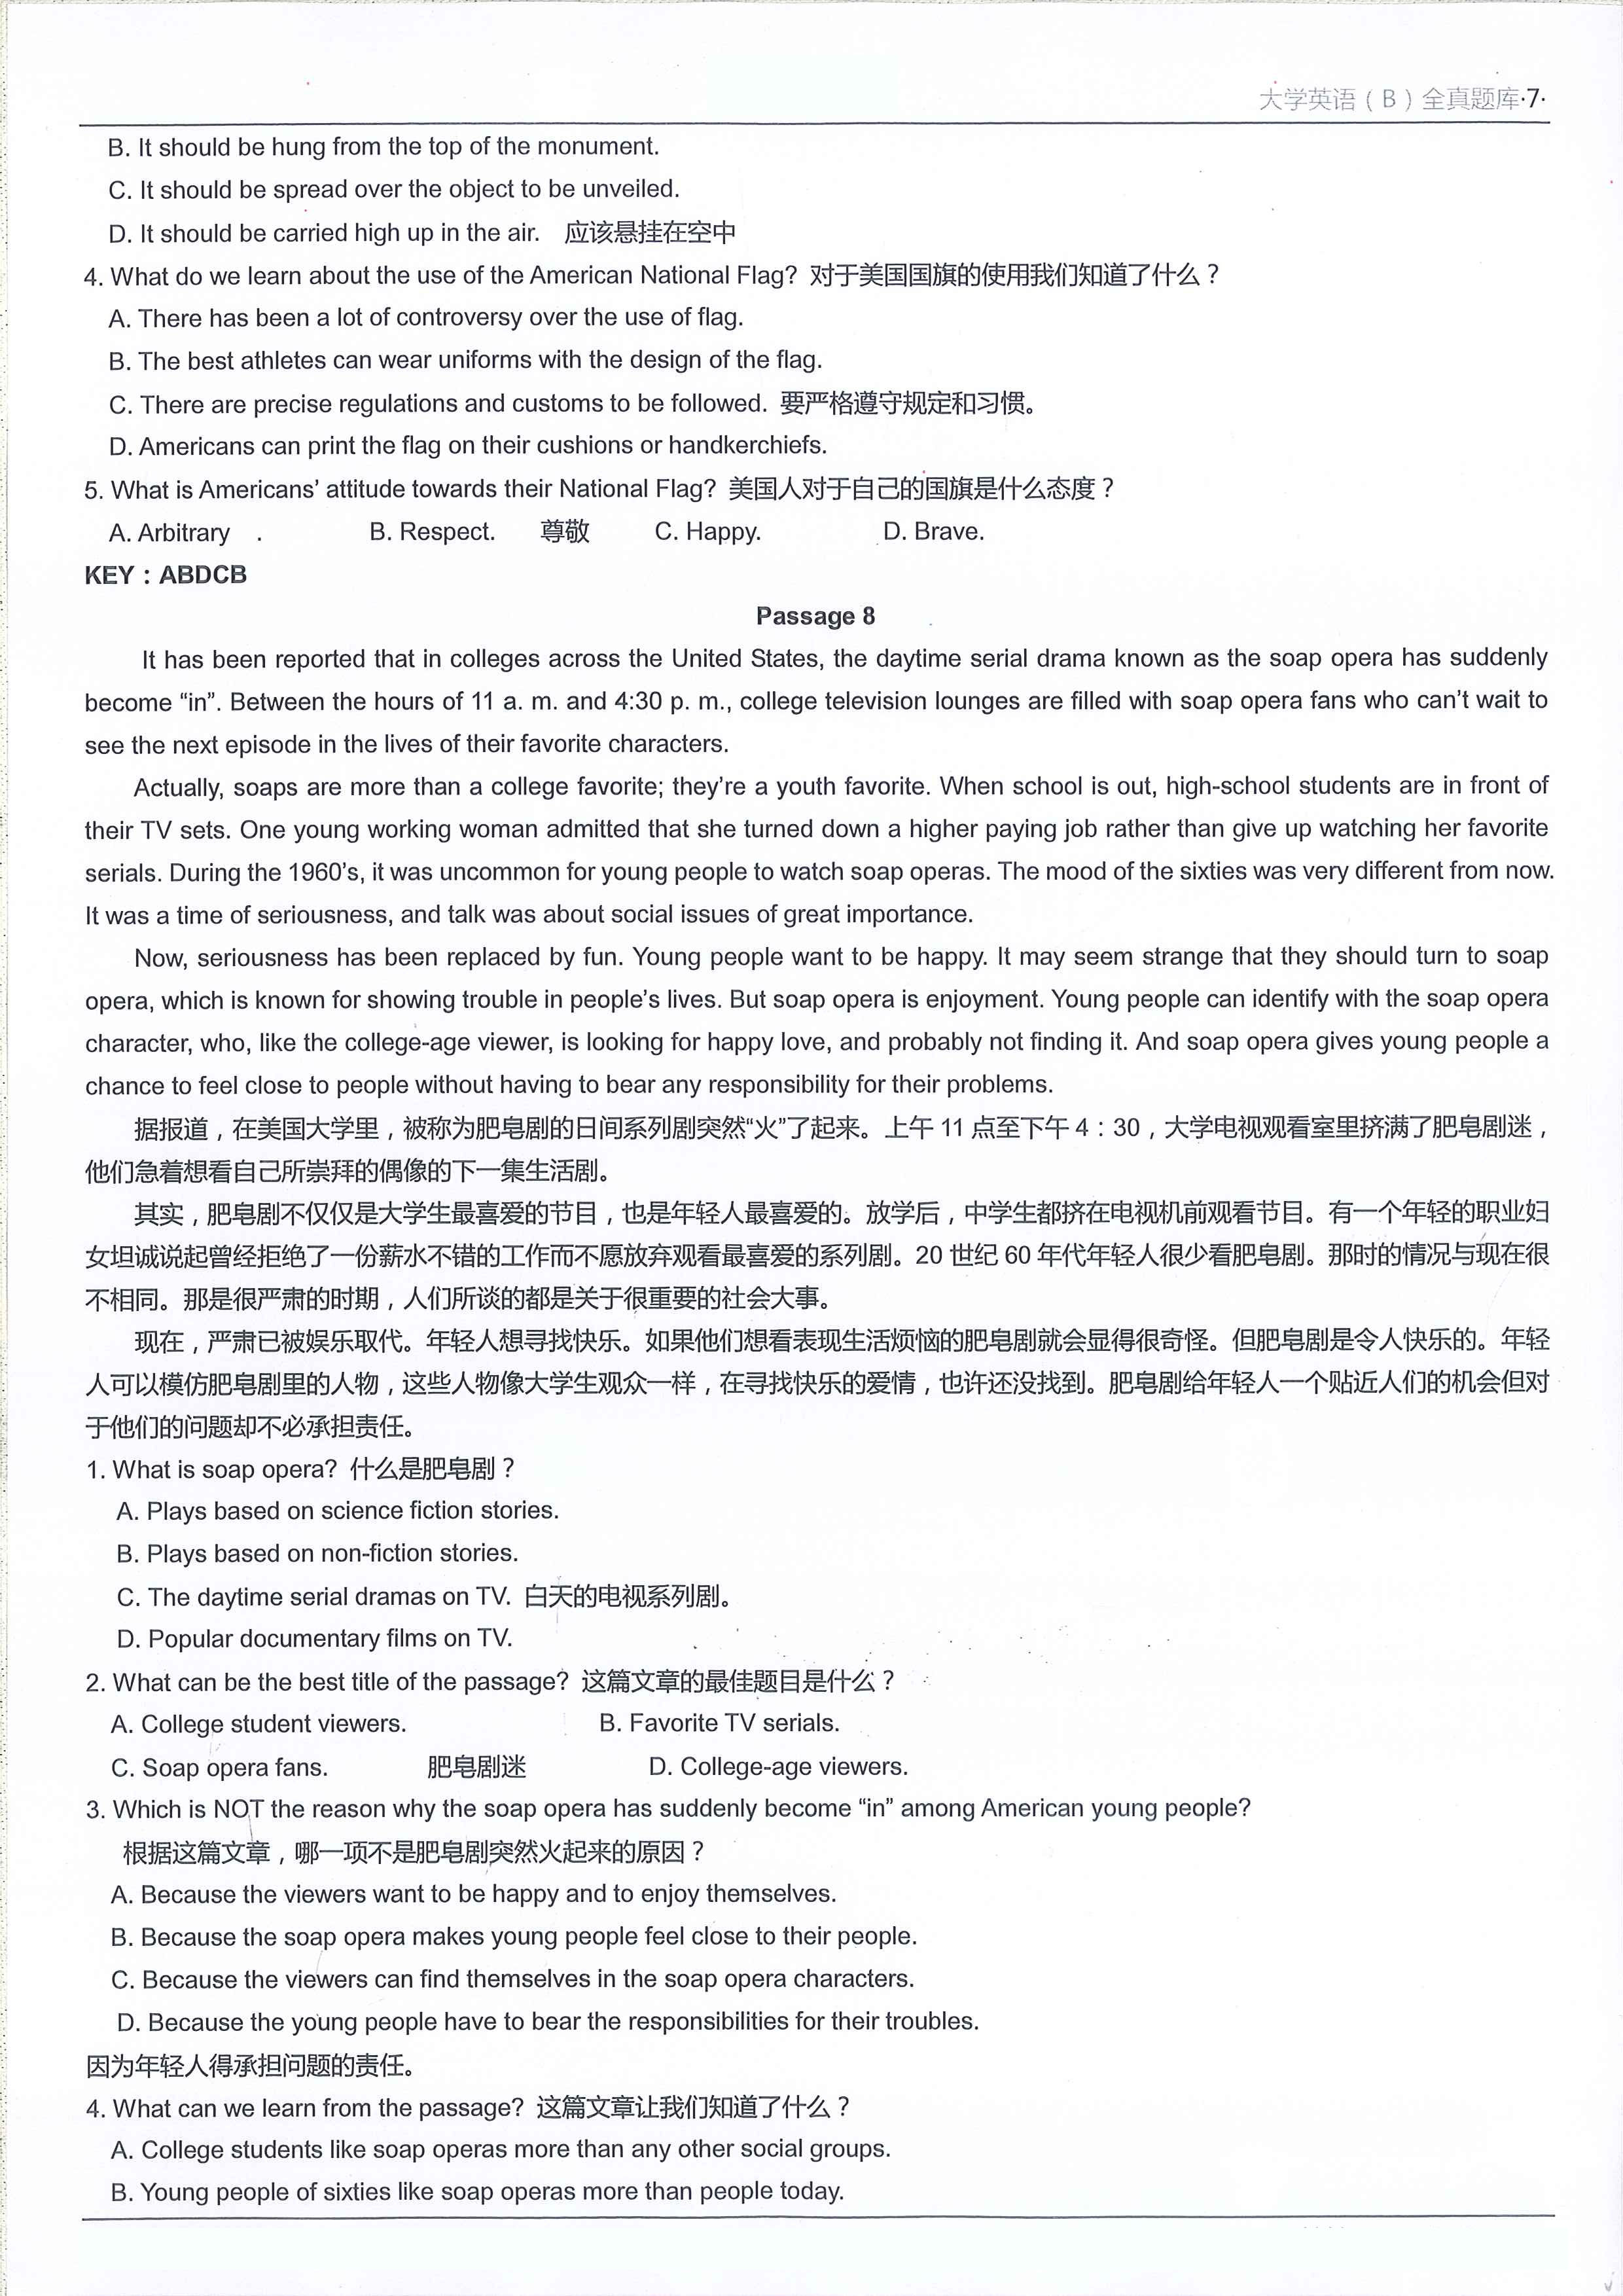 大学英语（B）全真题库·7·
B. It should be hung from the top of the monument.
C. It should be spread over the object to be unveiled.
D. It should be carried high up in the air. 应该悬挂在空中
4. What do we learn about the use of the American National Flag? 对于美国国旗的使用我们知道了什么？
A. There has been a lot of controversy over the use of flag.
B. The best athletes can wear uniforms with the design of the flag.
C. There are precise regulations and customs to be followed. 要严格遵守规定和习惯。
D. Americans can print the flag on their cushions or handkerchiefs.
5. What is Americans’ attitude towards their National Flag? 美国人对于自己的国旗是什么态度？
A. Arbitrary . B. Respect. 尊敬 C. Happy. D. Brave.
KEY：ABDCB
Passage 8
It has been reported that in colleges across the United States, the daytime serial drama known as the soap opera has suddenly
become “in”. Between the hours of 11 a. m. and 4:30 p. m., college television lounges are filled with soap opera fans who can’t wait to
see the next episode in the lives of their favorite characters.
Actually, soaps are more than a college favorite; they’re a youth favorite. When school is out, high-school students are in front of
their TV sets. One young working woman admitted that she turned down a higher paying job rather than give up watching her favorite
serials. During the 1960’s, it was uncommon for young people to watch soap operas. The mood of the sixties was very different from now.
It was a time of seriousness, and talk was about social issues of great importance.
Now, seriousness has been replaced by fun. Young people want to be happy. It may seem strange that they should turn to soap
opera, which is known for showing trouble in people’s lives. But soap opera is enjoyment. Young people can identify with the soap opera
character, who, like the college-age viewer, is looking for happy love, and probably not finding it. And soap opera gives young people a
chance to feel close to people without having to bear any responsibility for their problems.
据报道，在美国大学里，被称为肥皂剧的日间系列剧突然“火”了起来。上午 11 点至下午 4：30，大学电视观看室里挤满了肥皂剧迷，
他们急着想看自己所崇拜的偶像的下一集生活剧。
其实，肥皂剧不仅仅是大学生最喜爱的节目，也是年轻人最喜爱的。放学后，中学生都挤在电视机前观看节目。有一个年轻的职业妇
女坦诚说起曾经拒绝了一份薪水不错的工作而不愿放弃观看最喜爱的系列剧。20 世纪 60 年代年轻人很少看肥皂剧。那时的情况与现在很
不相同。那是很严肃的时期，人们所谈的都是关于很重要的社会大事。
现在，严肃已被娱乐取代。年轻人想寻找快乐。如果他们想看表现生活烦恼的肥皂剧就会显得很奇怪。但肥皂剧是令人快乐的。年轻
人可以模仿肥皂剧里的人物，这些人物像大学生观众一样，在寻找快乐的爱情，也许还没找到。肥皂剧给年轻人一个贴近人们的机会但对
于他们的问题却不必承担责任。
1. What is soap opera? 什么是肥皂剧？
A. Plays based on science fiction stories.
B. Plays based on non-fiction stories.
C. The daytime serial dramas on TV. 白天的电视系列剧。
D. Popular documentary films on TV.
2. What can be the best title of the passage? 这篇文章的最佳题目是什么？
A. College student viewers. B. Favorite TV serials.
C. Soap opera fans. 肥皂剧迷 D. College-age viewers.
3. Which is NOT the reason why the soap opera has suddenly become “in” among American young people?
根据这篇文章，哪一项不是肥皂剧突然火起来的原因？
A. Because the viewers want to be happy and to enjoy themselves.
B. Because the soap opera makes young people feel close to their people.
C. Because the viewers can find themselves in the soap opera characters.
D. Because the young people have to bear the responsibilities for their troubles.
因为年轻人得承担问题的责任。
4. What can we learn from the passage? 这篇文章让我们知道了什么？
A. College students like soap operas more than any other social groups.
B. Young people of sixties like soap operas more than people today.